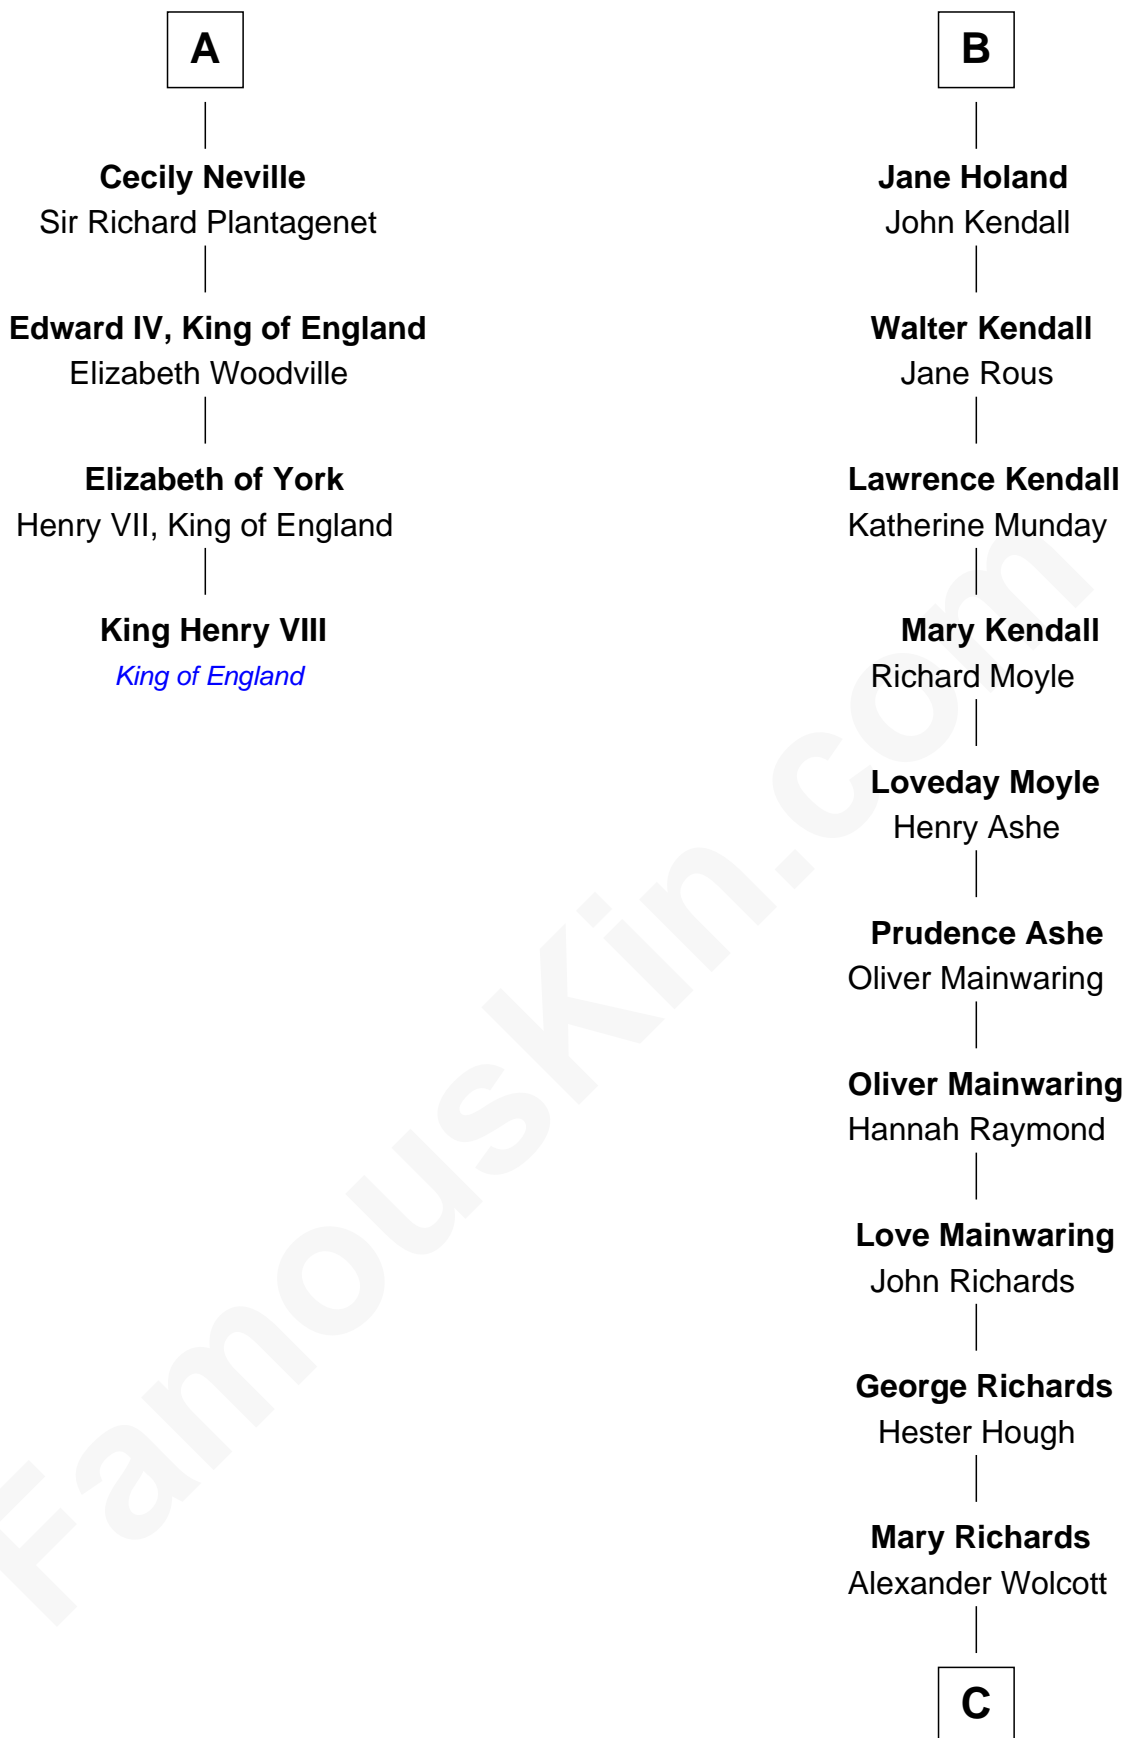 A
Cecily Neville
Sir Richard Plantagenet
Edward IV, King of England
Elizabeth Woodville
Elizabeth of York
Henry VII, King of England
King Henry VIII
King of England
B
Jane Holand
John Kendall
Walter Kendall
Jane Rous
Lawrence Kendall
Katherine Munday
Mary Kendall
Richard Moyle
Loveday Moyle
Henry Ashe
Prudence Ashe
Oliver Mainwaring
Oliver Mainwaring
Hannah Raymond
Love Mainwaring
John Richards
George Richards
Hester Hough
Mary Richards
Alexander Wolcott
C
FamousKin.com